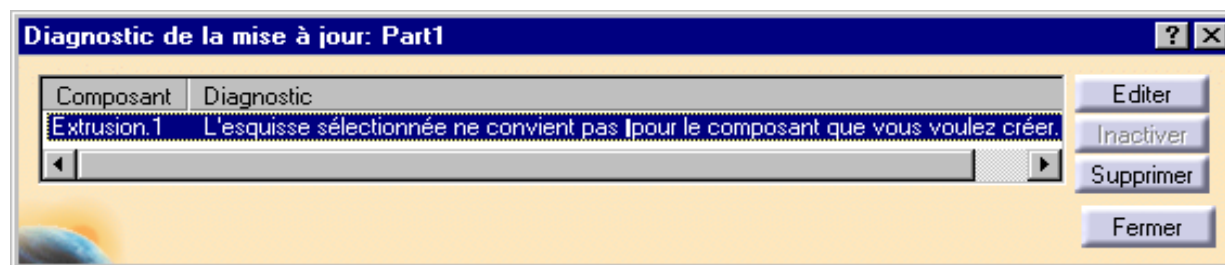 Diagnostic de la mise à jour: Part1
Composant Diagnostic
Extrusion.1 L'esquisse sélectionnée ne convient pas pour le composant que vous voulez créer.
Editer
Inactiver
Supprimer
Fermer